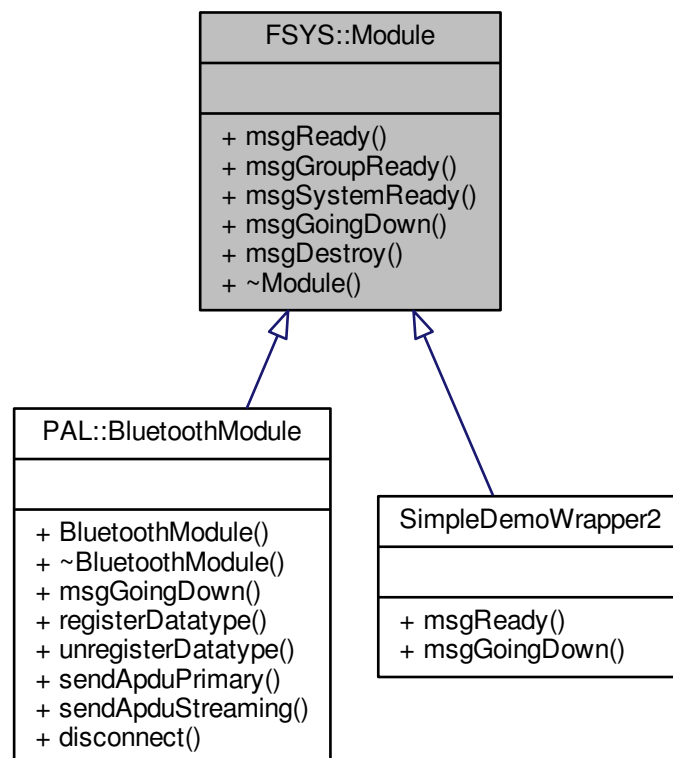 FSYS::Module
+ msgReady()
+ msgGroupReady()
+ msgSystemReady()
+ msgGoingDown()
+ msgDestroy()
+ ~Module()
PAL::BluetoothModule
+ BluetoothModule()
+ ~BluetoothModule()
+ msgGoingDown()
+ registerDatatype()
+ unregisterDatatype()
+ sendApduPrimary()
+ sendApduStreaming()
+ disconnect()
SimpleDemoWrapper2
+ msgReady()
+ msgGoingDown()